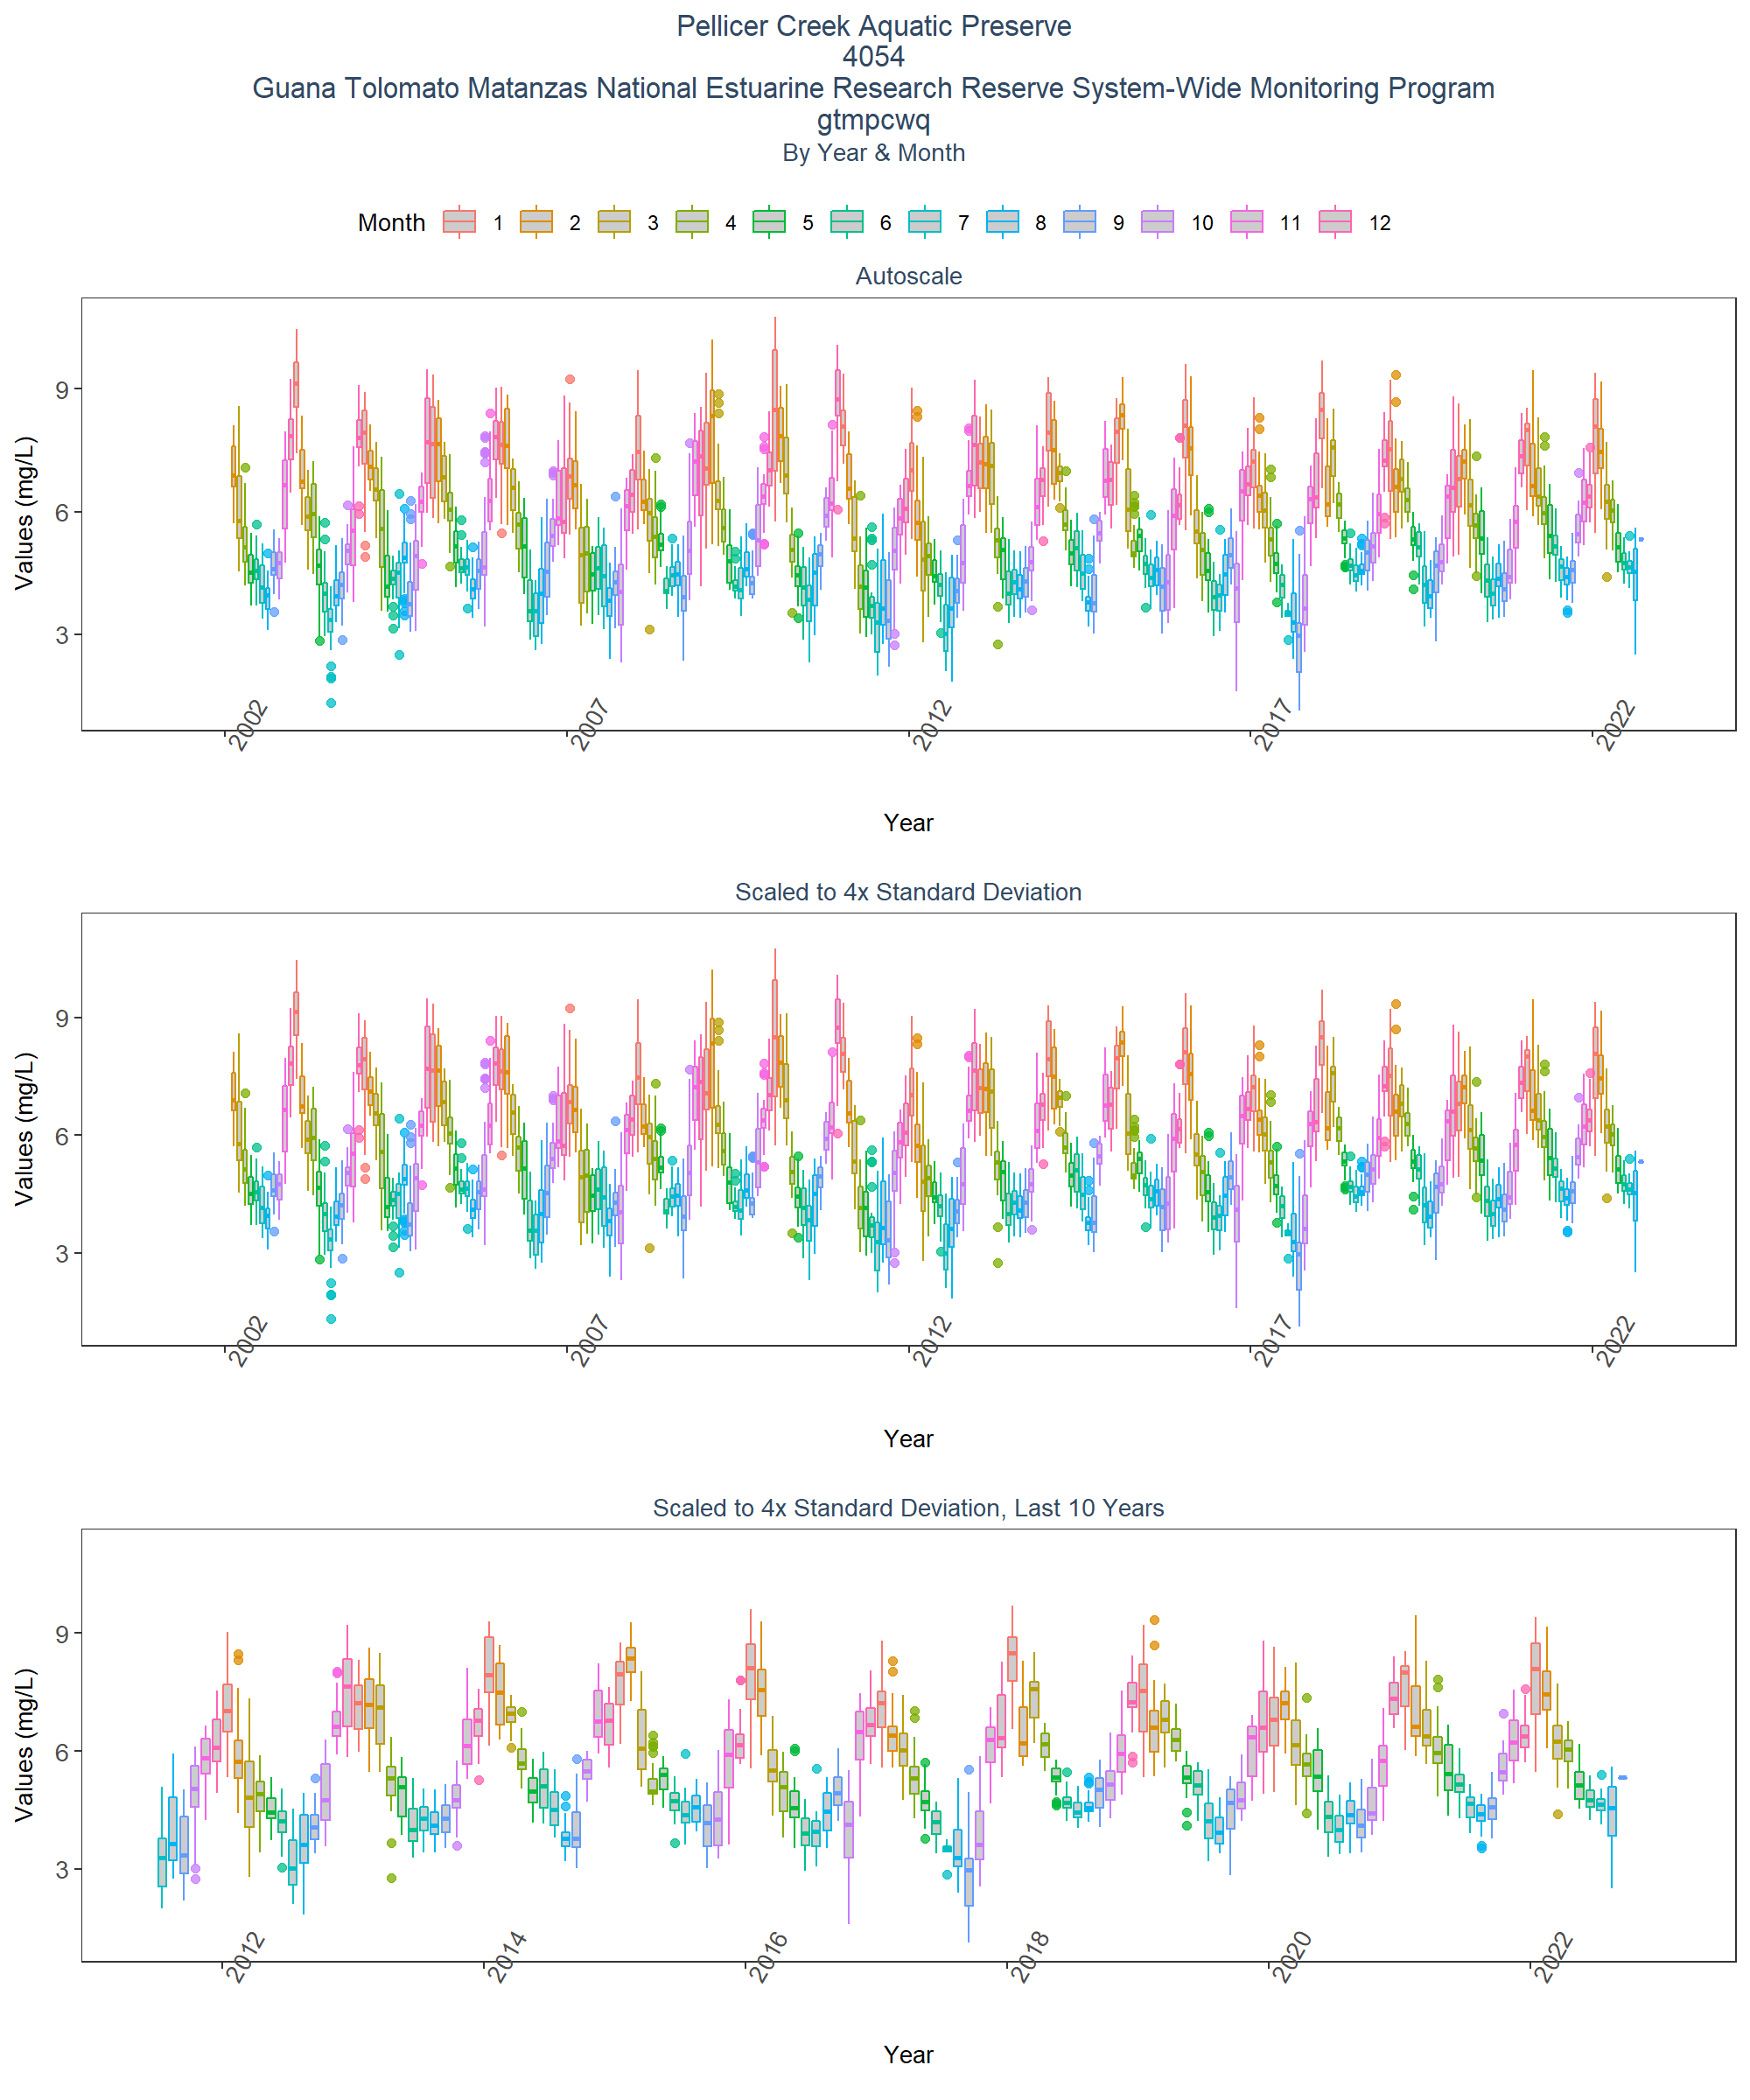 Pellicer Creek Aquatic Preserve
4054
Guana Tolomato Matanzas National Estuarine Research Reserve System-Wide Monitoring Program
gtmpcwq
By Year & Month
Month 1 2 3 4 5 6 7 8 9 10 11 12
Autoscale
Values (mg/L)
9
6
3
2002 2007 2012 2017 2022
Year
Scaled to 4x Standard Deviation
Values (mg/L)
9
6
3
2002 2007 2012 2017 2022
Year
Scaled to 4x Standard Deviation, Last 10 Years
Values (mg/L)
9
6
3
2012 2014 2016 2018 2020 2022
Year